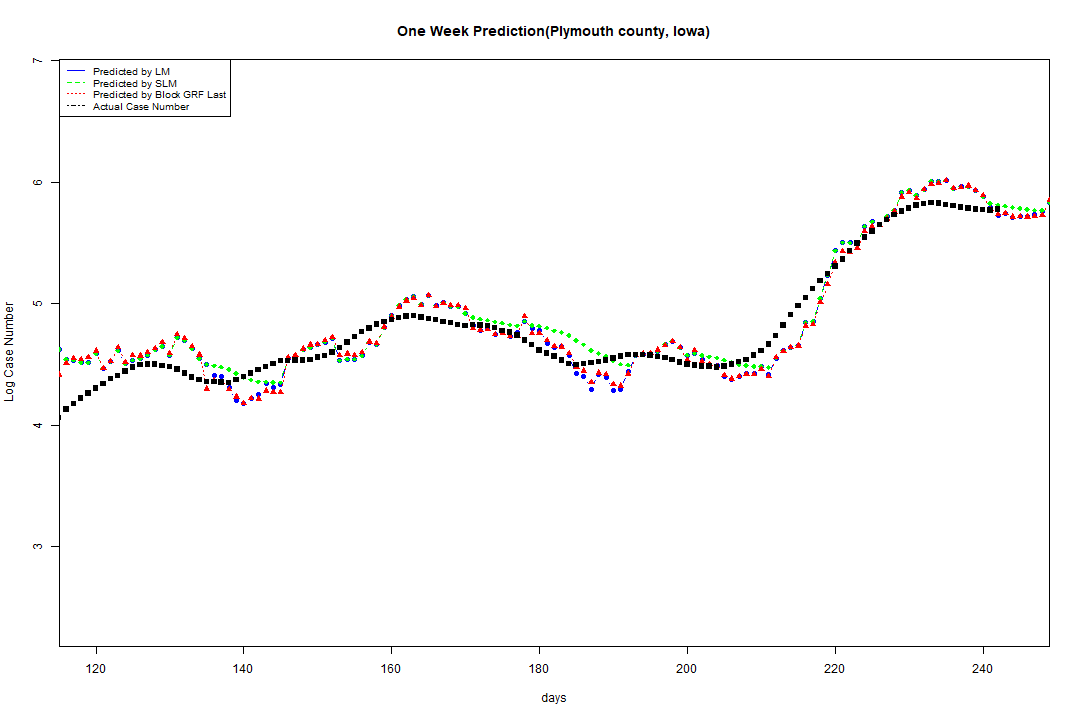 One Week Prediction(Plymouth county, Iowa)
Predicted by LM
Predicted by SLM
Predicted by Block GRF Last
Actual Case Number
Log Case Number
7
6
5
4
3
120 140 160 180 200 220 240
days